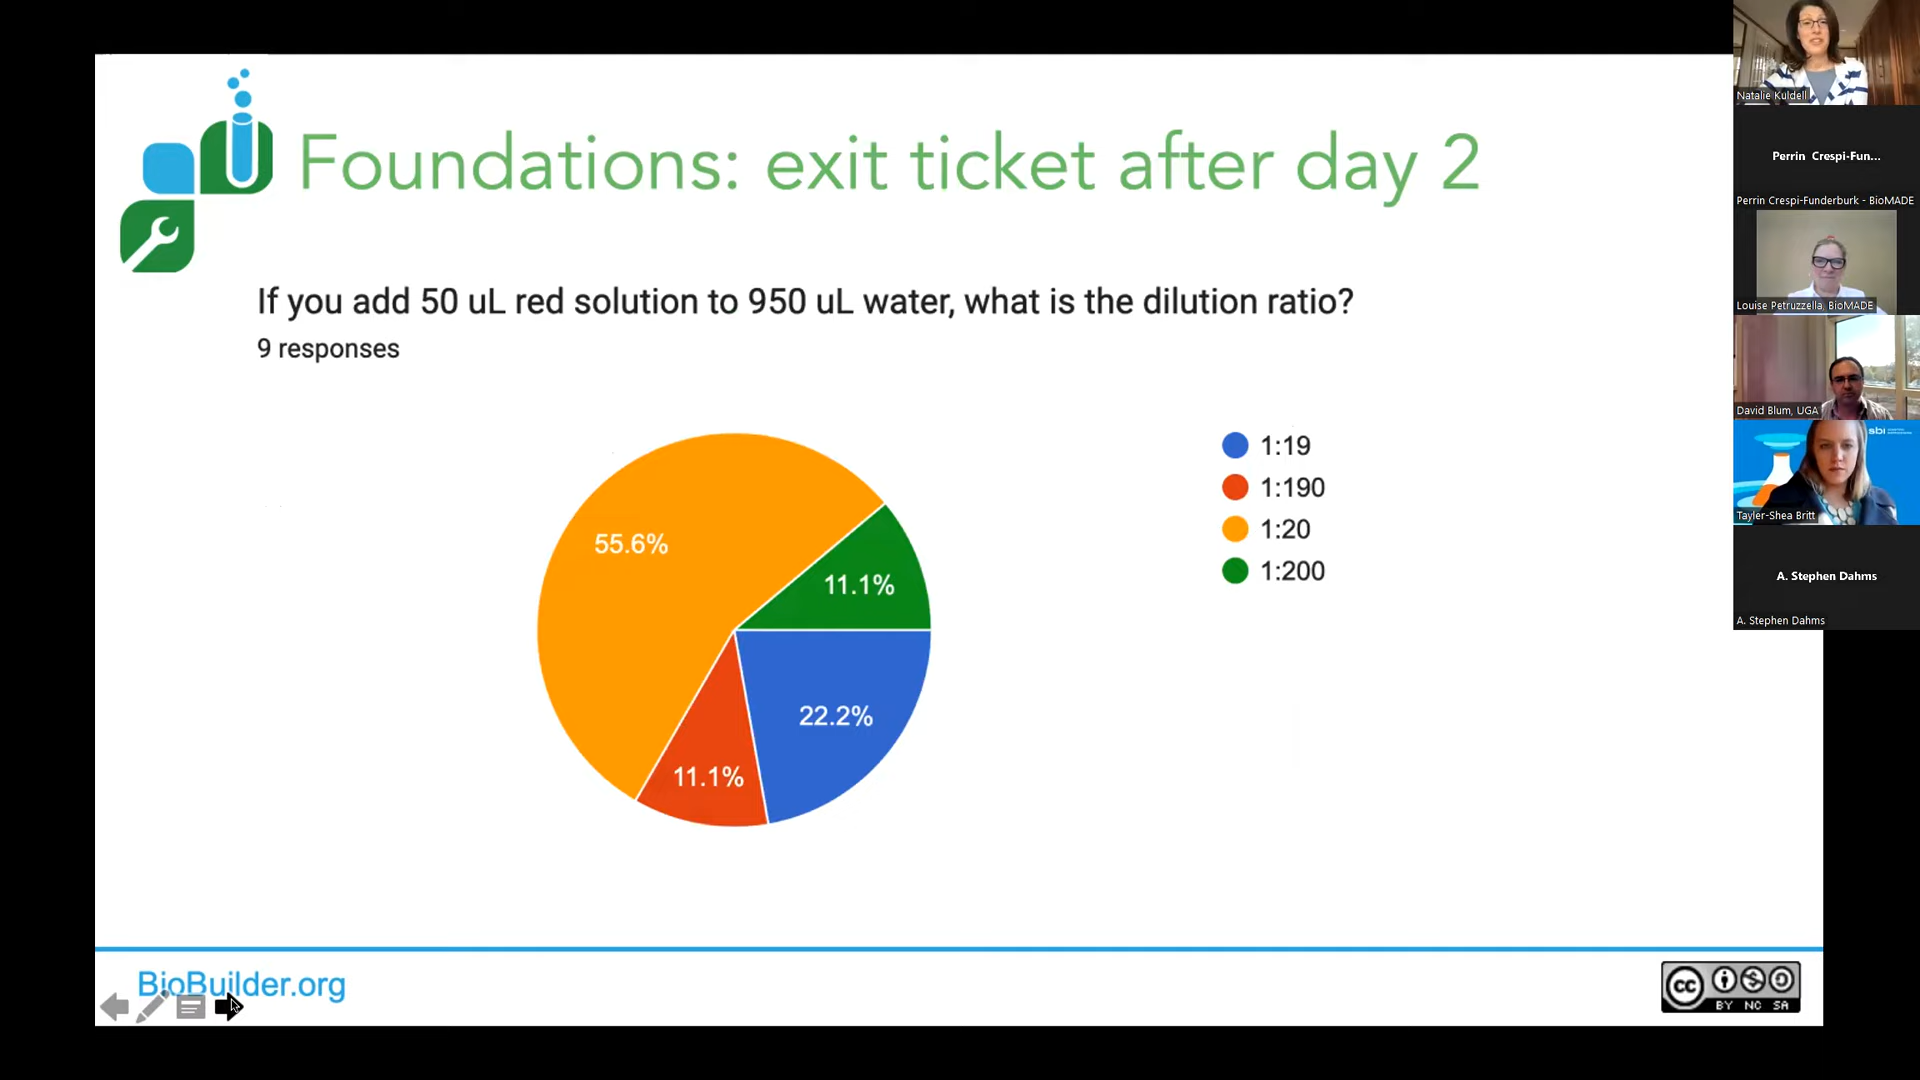 Foundations: exit ticket after day 2
If you add 50 uL red solution to 950 uL water, what is the dilution ratio?
9 responses
55.6%
11.1%
22.2%
11.1%
1:19
1:190
1:20
1:200
BioBuilder.org
cc
BY NC SA
Natalie Kuldell
Perrin Crespi-Fun...
Perrin Crespi-Funderburk - BioMADE
Louise Petruzzella, BioMADE
David Blum, UGA
sbi
Tayler-Shea Britt
A. Stephen Dahms
A. Stephen Dahms